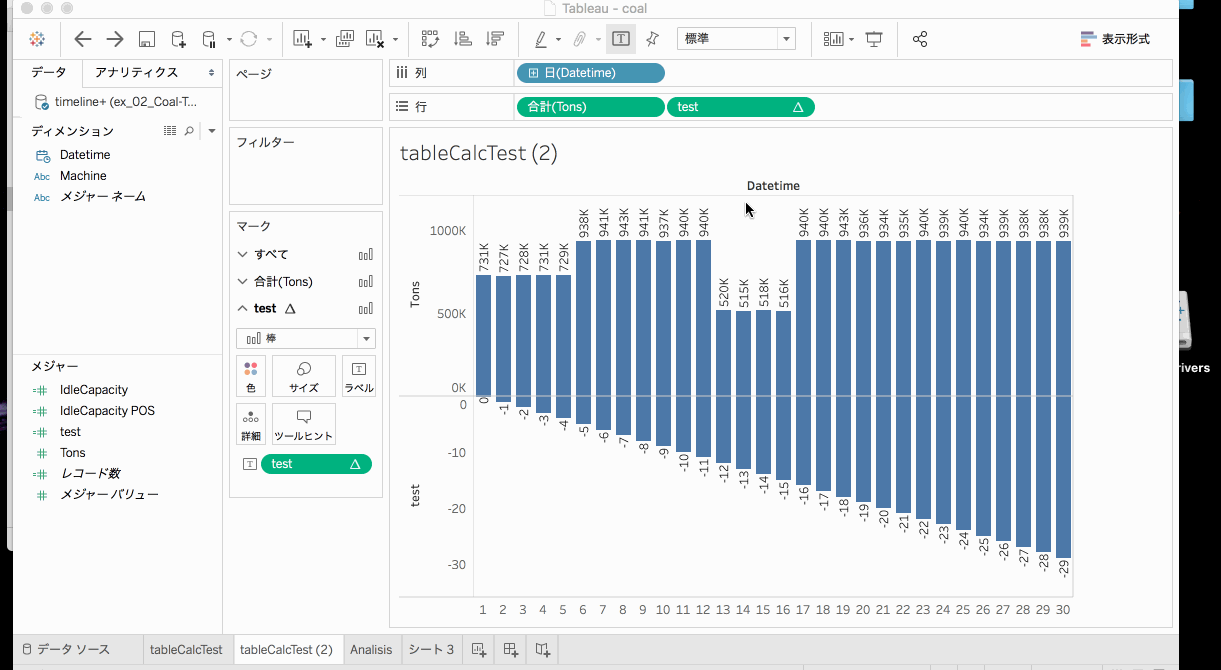 Tableau - coal
標準
表示形式
データ
アナリティクス
timeline+ (ex_02_Coal-T...
ディメンション
Datetime
Abc Machine
Abc メジャー ネーム
メジャー
IdleCapacity
IdleCapacity POS
test
Tons
レコード数
メジャー バリュー
ページ
フィルター
マーク
すべて
合計(Tons)
test
棒
色
サイズ
ラベル
詳細
ツールヒント
test
列
日(Datetime)
行
合計(Tons)
test
tableCalcTest (2)
Datetime
Tons
1000K
500K
0K
731K 727K 728K 731K 729K 938K 941K 943K 941K 937K 940K 940K 520K 515K 518K 516K 940K 940K 943K 936K 934K 935K 940K 939K 940K 934K 939K 938K 938K 939K
test
0
-10
-20
-30
0 -1 -2 -3 -4 -5 -6 -7 -8 -9 -10 -11 -12 -13 -14 -15 -16 -17 -18 -19 -20 -21 -22 -23 -24 -25 -26 -27 -28 -29
1 2 3 4 5 6 7 8 9 10 11 12 13 14 15 16 17 18 19 20 21 22 23 24 25 26 27 28 29 30
rivers
データ ソース
tableCalcTest
tableCalcTest (2)
Analisis
シート 3